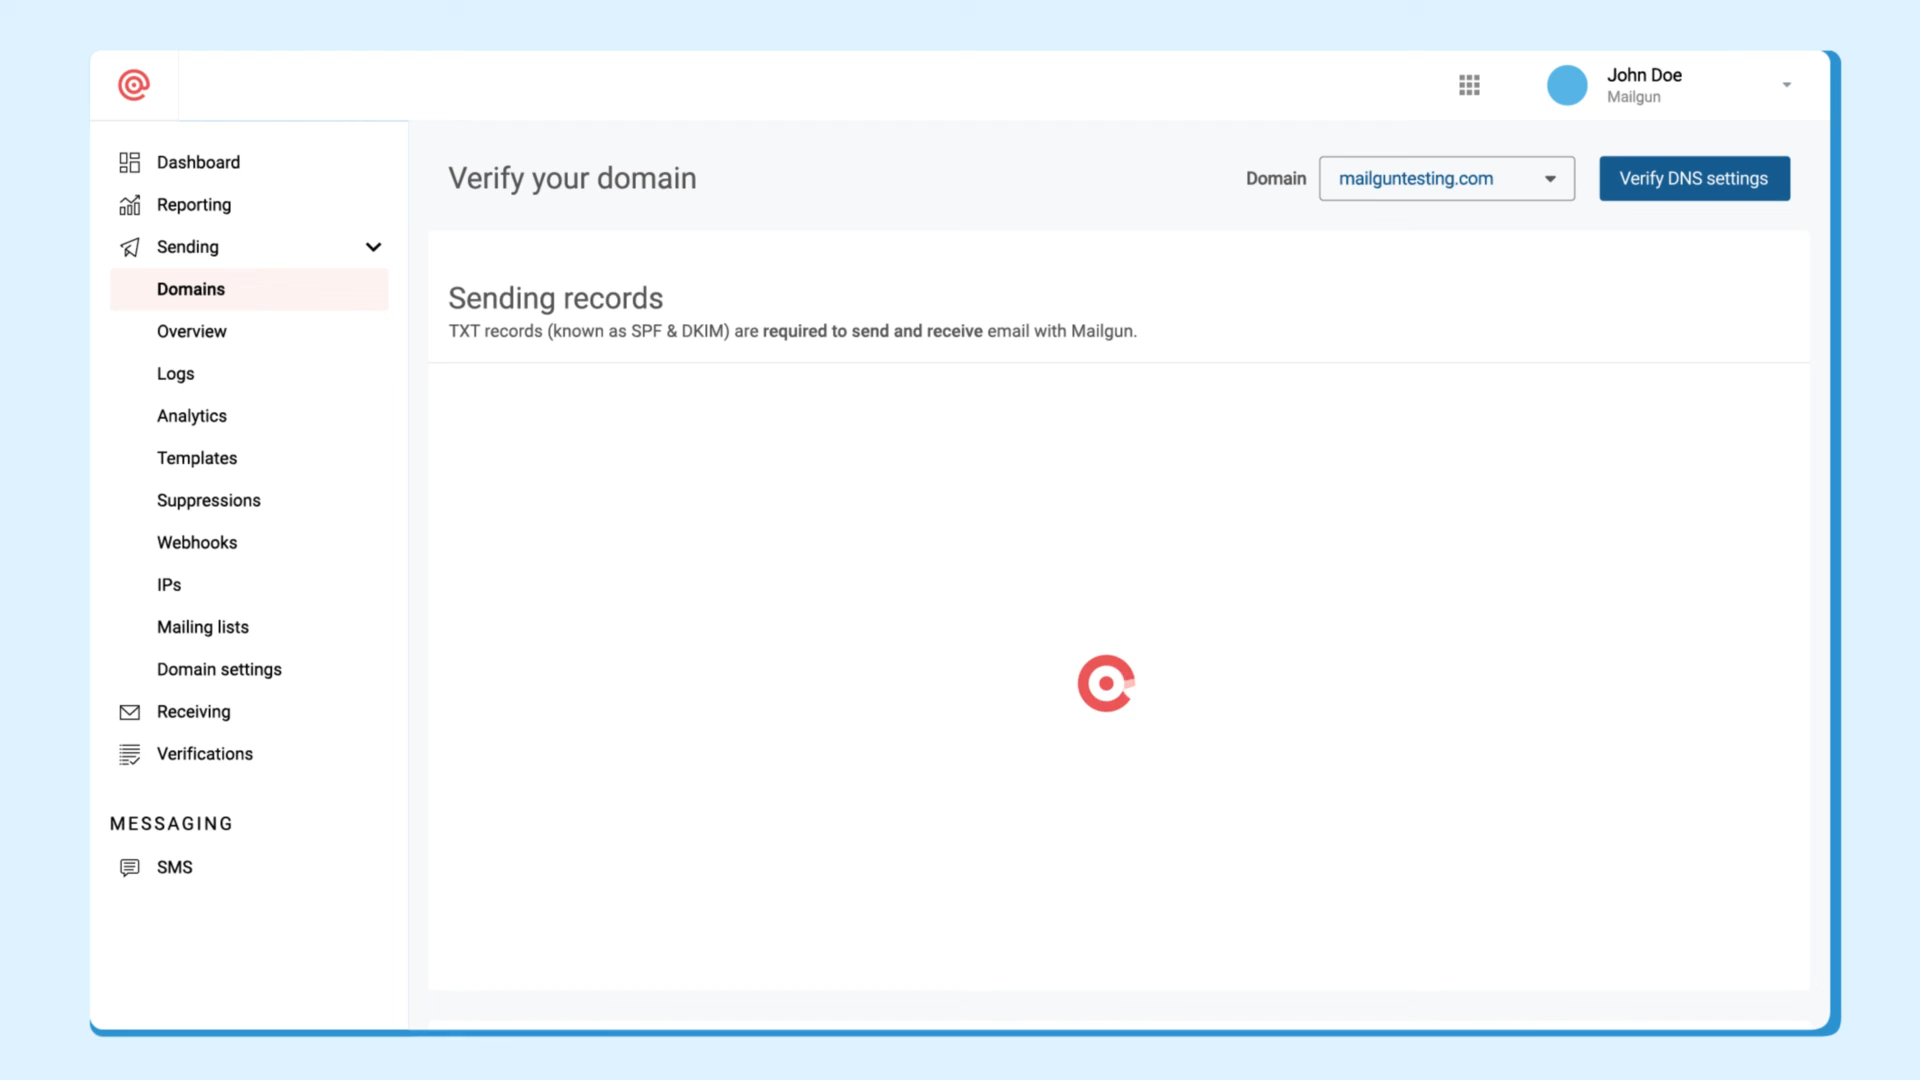 John Doe
Mailgun
Dashboard
Reporting
Sending
Domains
Overview
Logs
Analytics
Templates
Suppressions
Webhooks
IPs
Mailing lists
Domain settings
Receiving
Verifications
MESSAGING
SMS
Verify your domain
Domain
mailguntesting.com
Verify DNS settings
Sending records
TXT records (known as SPF & DKIM) are required to send and receive email with Mailgun.